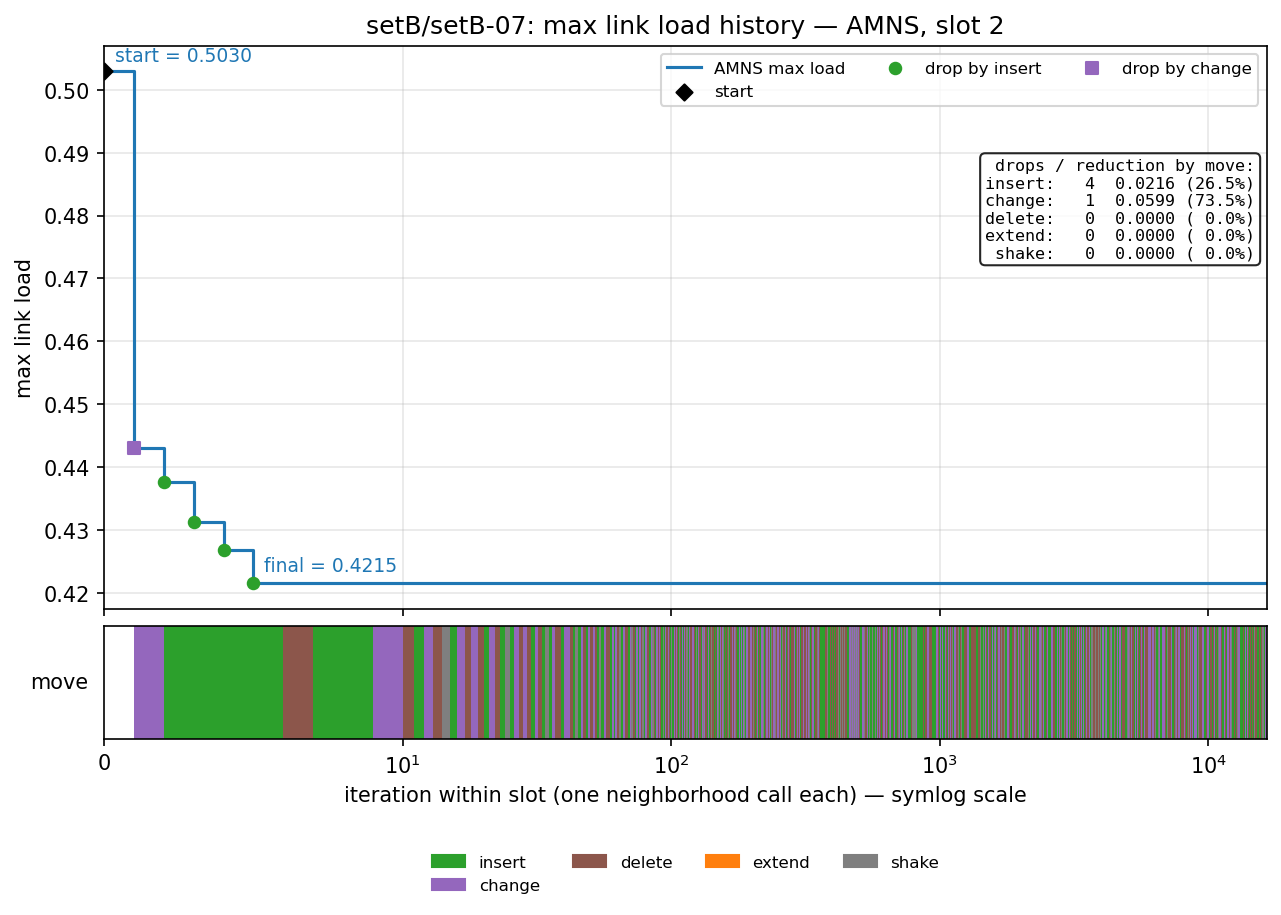 setB/setB-07: max link load history — AMNS, slot 2
start = 0.5030
AMNS max load
drop by insert
drop by change
start
drops / reduction by move:
insert:   4  0.0216 (26.5%)
change:   1  0.0599 (73.5%)
delete:   0  0.0000 ( 0.0%)
extend:   0  0.0000 ( 0.0%)
shake:   0  0.0000 ( 0.0%)
max link load
0.50
0.49
0.48
0.47
0.46
0.45
0.44
0.43
0.42
final = 0.4215
move
0
10¹
10²
10³
10⁴
iteration within slot (one neighborhood call each) — symlog scale
insert
delete
extend
shake
change